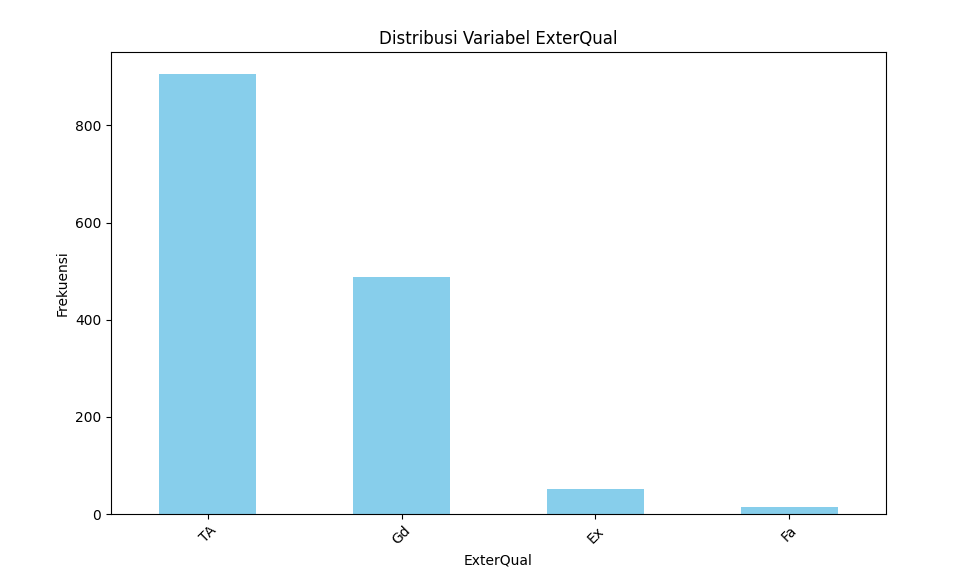 Distribusi Variabel ExterQual
Frekuensi
800
600
400
200
0
TA
Gd
Ex
Fa
ExterQual